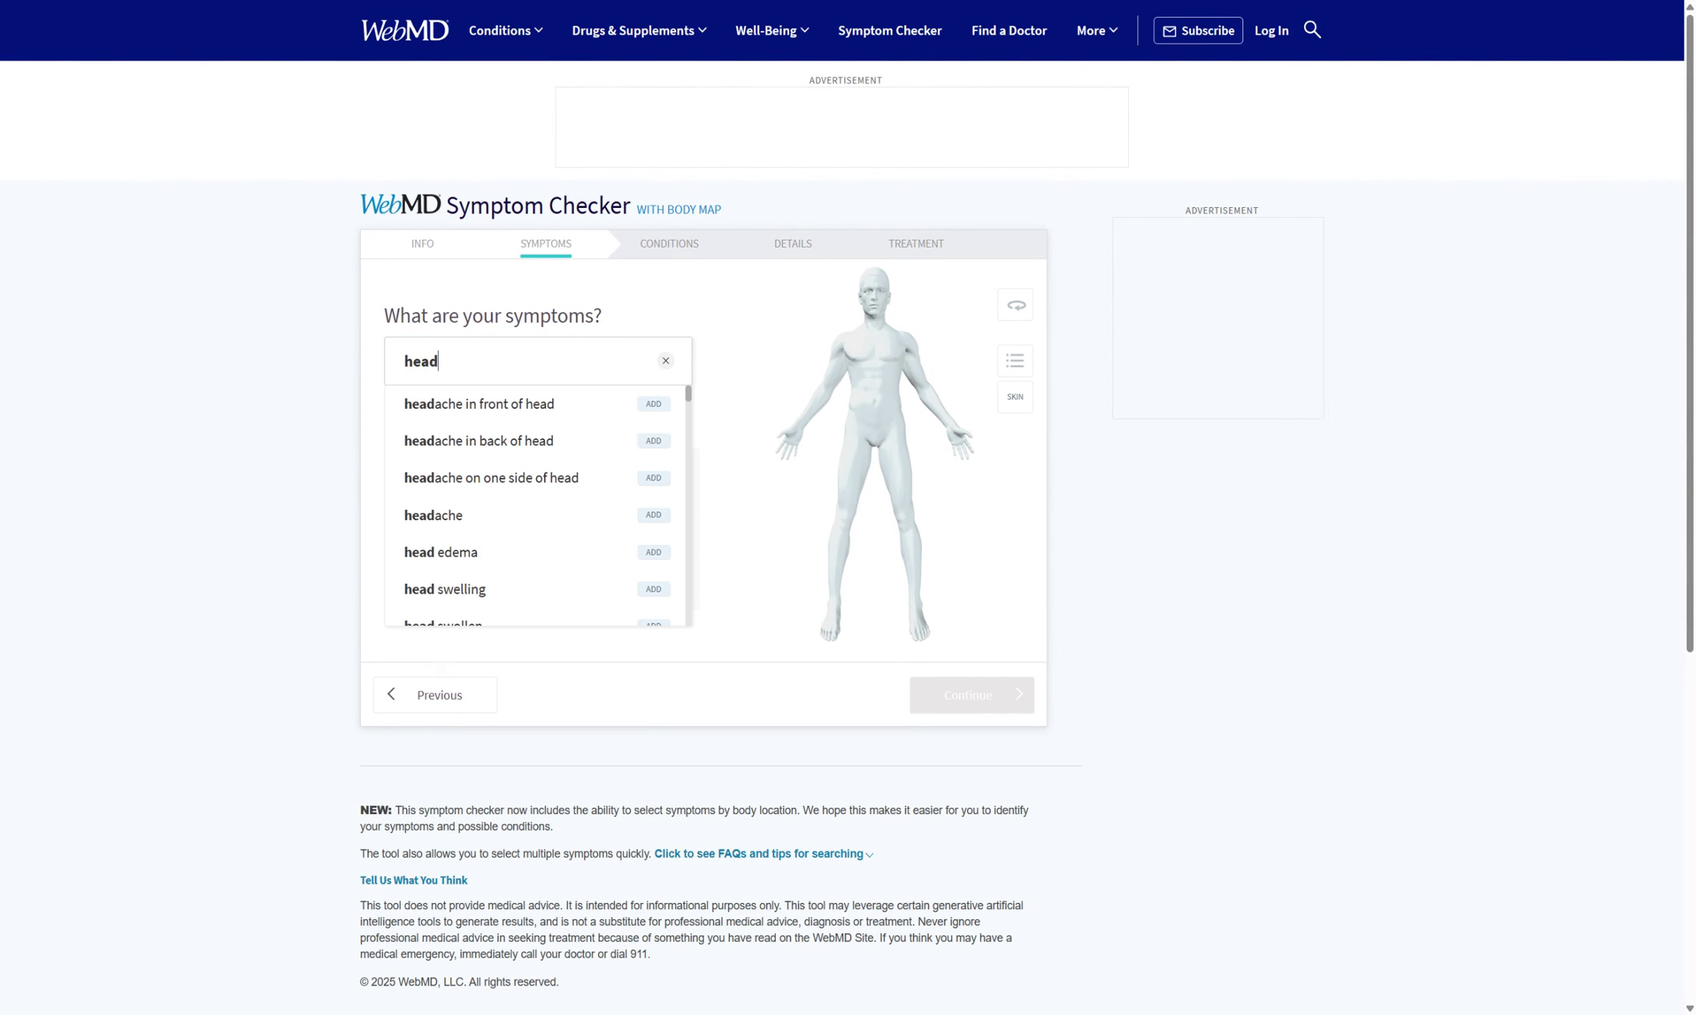 WebMD Conditions Drugs & Supplements Well-Being Symptom Checker Find a Doctor More Subscribe Log In
ADVERTISEMENT
WebMD Symptom Checker WITH BODY MAP
ADVERTISEMENT
INFO SYMPTOMS CONDITIONS DETAILS TREATMENT
What are your symptoms?
head
headache in front of head ADD
headache in back of head ADD
SKIN
headache on one side of head ADD
headache ADD
head edema ADD
head swelling ADD
head swollen ADD
Previous Continue
NEW: This symptom checker now includes the ability to select symptoms by body location. We hope this makes it easier for you to identify
your symptoms and possible conditions.
The tool also allows you to select multiple symptoms quickly. Click to see FAQs and tips for searching
Tell Us What You Think
This tool does not provide medical advice. It is intended for informational purposes only. This tool may leverage certain generative artificial
intelligence tools to generate results, and is not a substitute for professional medical advice, diagnosis or treatment. Never ignore
professional medical advice in seeking treatment because of something you have read on the WebMD Site. If you think you may have a
medical emergency, immediately call your doctor or dial 911.
© 2025 WebMD, LLC. All rights reserved.